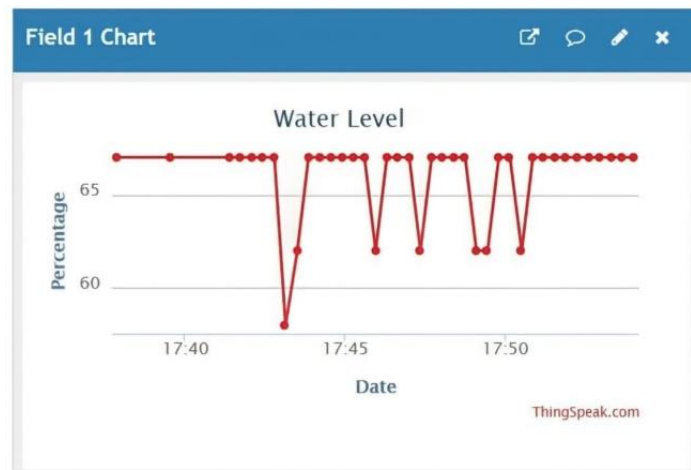 Field 1 Chart
Water Level
Percentage
65
60
17:40 17:45 17:50
Date
ThingSpeak.com